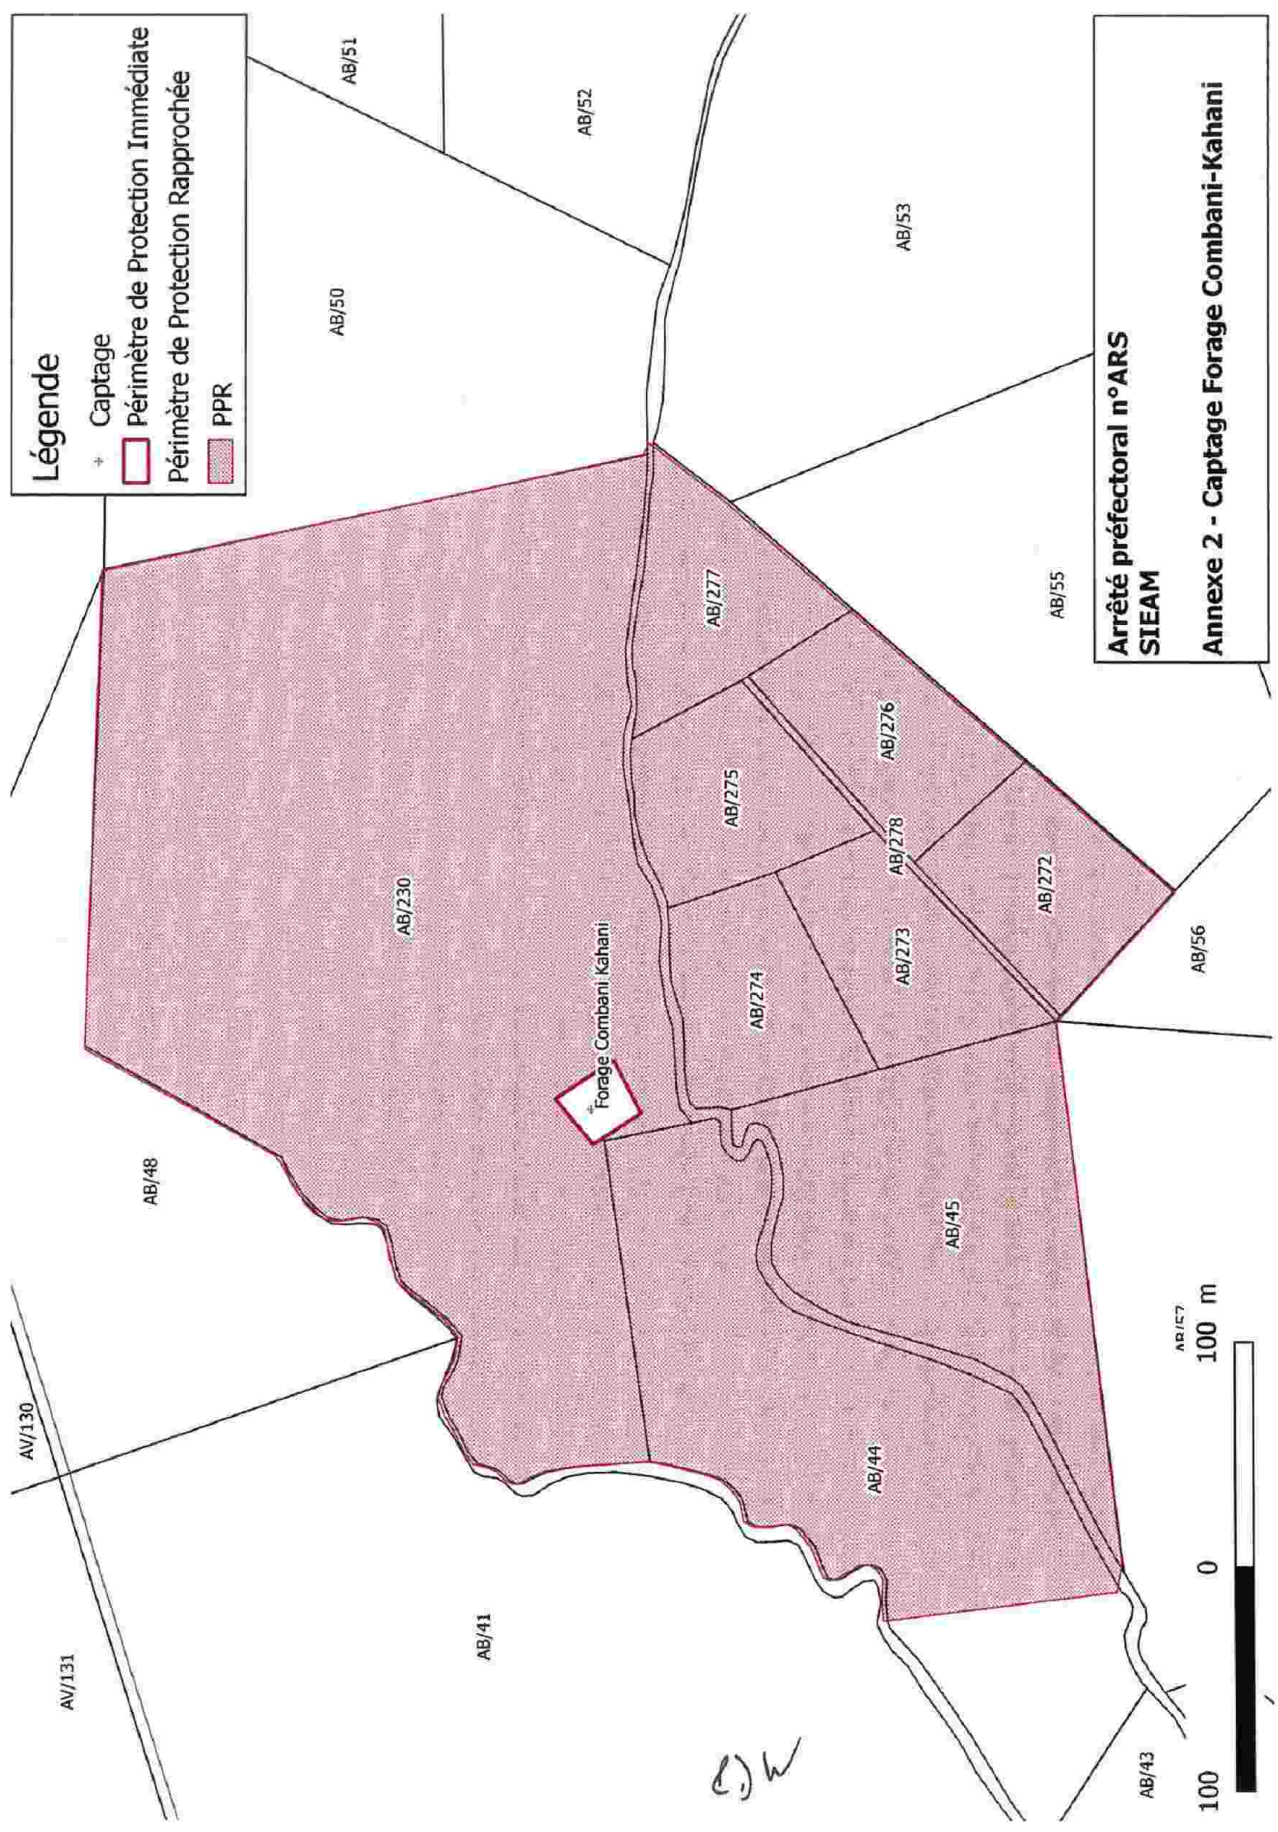 Légende
Captage
Périmètre de Protection Immédiate
Périmètre de Protection Rapprochée
PPR
AB/51
AB/52
AB/50
AB/53
AB/277
AB/55
AB/276
AB/275
AB/278
AB/272
AB/230
AB/273
AB/56
AB/274
Forage Combani Kahani
AB/48
AB/45
AB/57
AV/130
AB/44
AV/131
AB/41
AB/43
100 0 100 m
Arrêté préfectoral n°ARS
SIEAM
Annexe 2 - Captage Forage Combani-Kahani